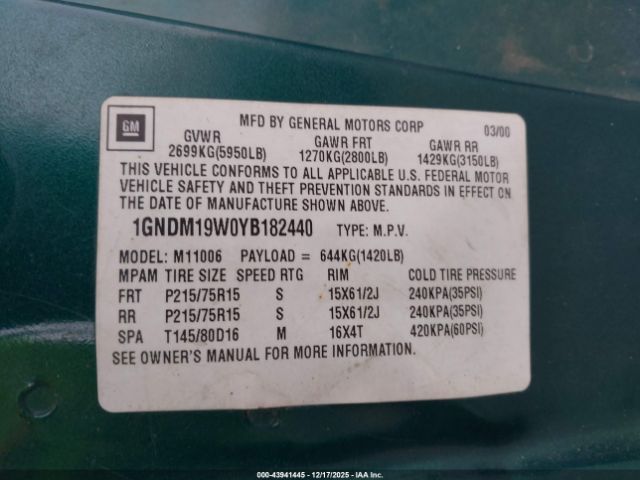 GM
MFD BY GENERAL MOTORS CORP 03/00
GVWR GAWR FRT GAWR RR
2699KG(5950LB) 1270KG(2800LB) 1429KG(3150LB)
THIS VEHICLE CONFORMS TO ALL APPLICABLE U.S. FEDERAL MOTOR
VEHICLE SAFETY AND THEFT PREVENTION STANDARDS IN EFFECT ON
THE DATE OF MANUFACTURE SHOWN ABOVE.
1GNDM19W0YB182440 TYPE: M.P.V.
MODEL: M11006 PAYLOAD = 644KG(1420LB)
MPAM TIRE SIZE SPEED RTG RIM COLD TIRE PRESSURE
FRT P215/75R15 S 15X61/2J 240KPA(35PSI)
RR P215/75R15 S 15X61/2J 240KPA(35PSI)
SPA T145/80D16 M 16X4T 420KPA(60PSI)
SEE OWNER'S MANUAL FOR MORE INFORMATION.
000-43941445 - 12/17/2025 - IAA Inc.